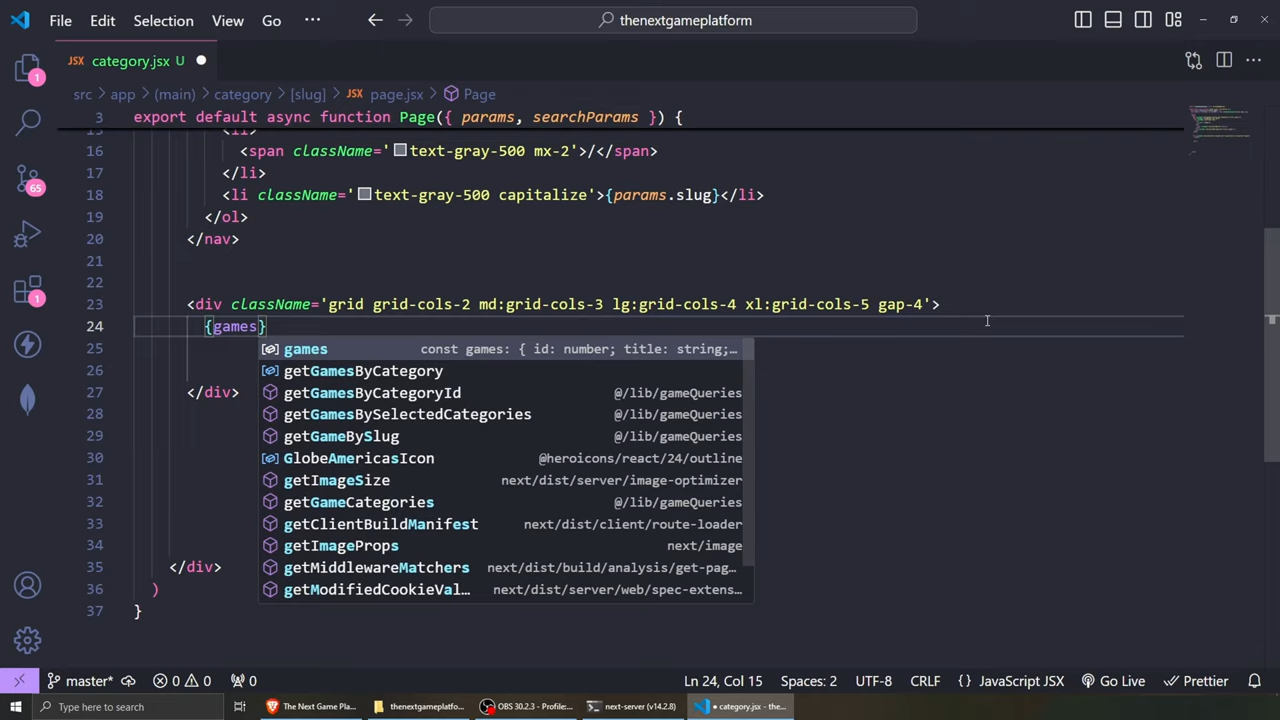 File Edit Selection View Go ··· thenextgameplatform
JSX category.jsx U
src > app > (main) > category > [slug] > JSX page.jsx > Page
3 export default async function Page({ params, searchParams }) {
15 <li>
16 <span className='text-gray-500 mx-2'>/</span>
17 </li>
18 <li className='text-gray-500 capitalize'>{params.slug}</li>
19 </ol>
20 </nav>
21
22
23 <div className='grid grid-cols-2 md:grid-cols-3 lg:grid-cols-4 xl:grid-cols-5 gap-4'>
24 {games}
25 games const games: { id: number; title: string;…
26 getGamesByCategory
getGamesByCategoryId @/lib/gameQueries
27 </div>
28 getGamesBySelectedCategories @/lib/gameQueries
29 getGameBySlug @/lib/gameQueries
30 GlobeAmericasIcon @heroicons/react/24/outline
31 getImageSize next/dist/server/image-optimizer
32 getGameCategories @/lib/gameQueries
33 getClientBuildManifest next/dist/client/route-loader
34 getImageProps next/image
35 </div> getMiddlewareMatchers next/dist/build/analysis/get-pag…
36 ) getModifiedCookieVal… next/dist/server/web/spec-extens…
37 }
1
65
1
master* 0 0 0 Ln 24, Col 15 Spaces: 2 UTF-8 CRLF {} JavaScript JSX Go Live Prettier
Type here to search The Next Game Pla... thenextgameplatfo... OBS 30.2.3 - Profile:... next-server (v14.2.8) • category.jsx - the...